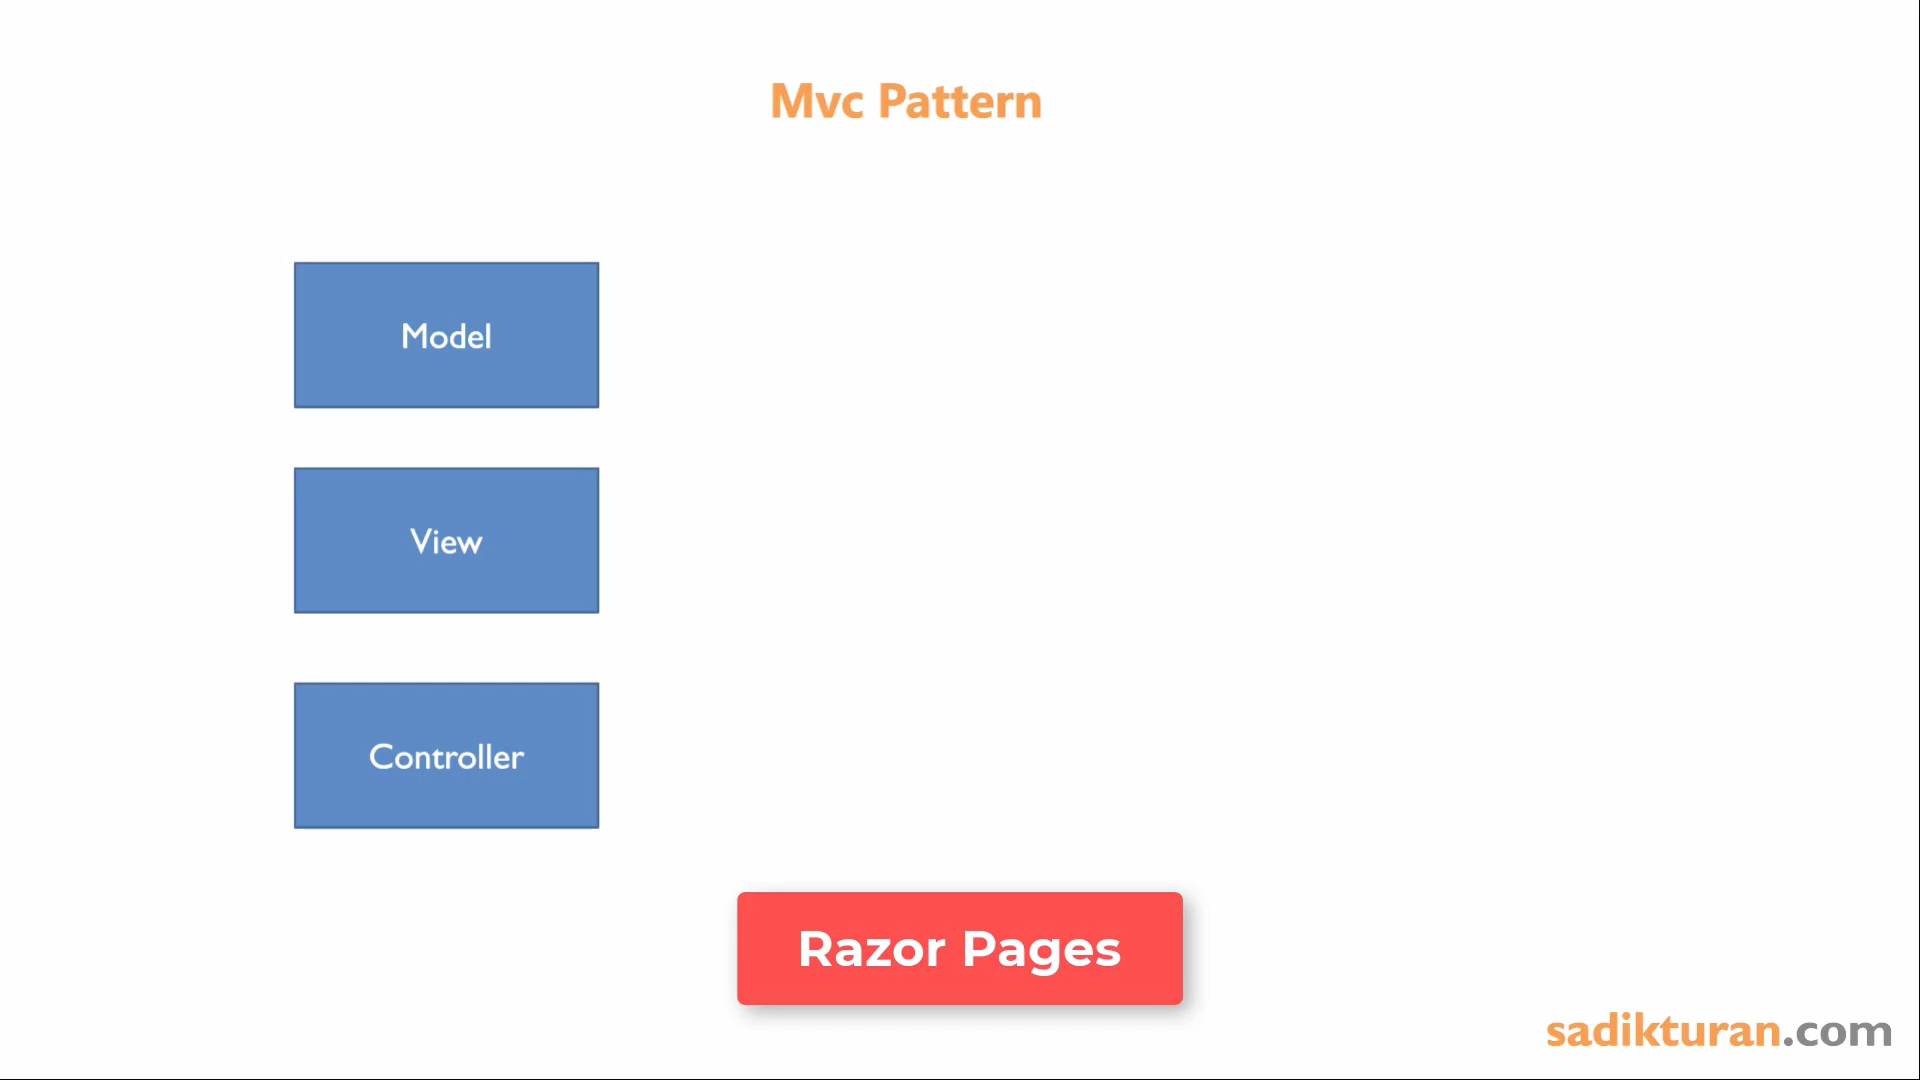 Mvc Pattern
Model
View
Controller
Razor Pages
sadikturan.com